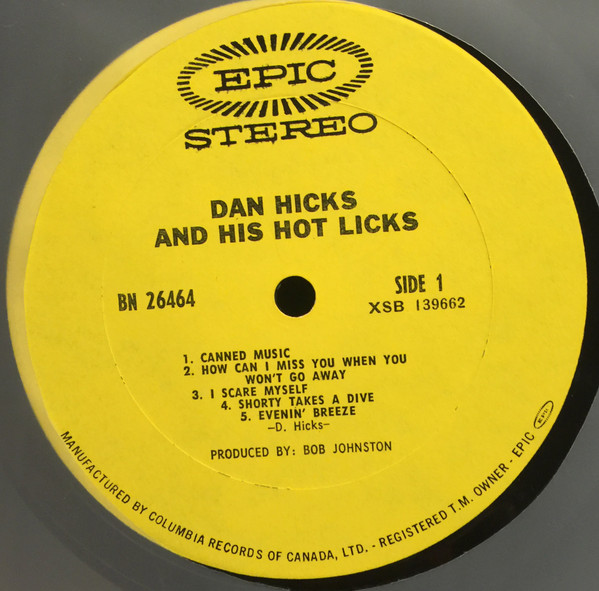 EPIC
STEREO
DAN HICKS
AND HIS HOT LICKS
BN 26464
SIDE 1
XSB 139662
1. CANNED MUSIC
2. HOW CAN I MISS YOU WHEN YOU
WON'T GO AWAY
3. I SCARE MYSELF
4. SHORTY TAKES A DIVE
5. EVENIN' BREEZE
–D. Hicks–
PRODUCED BY: BOB JOHNSTON
MANUFACTURED BY COLUMBIA RECORDS OF CANADA, LTD. - REGISTERED T.M. OWNER - EPIC EPIC